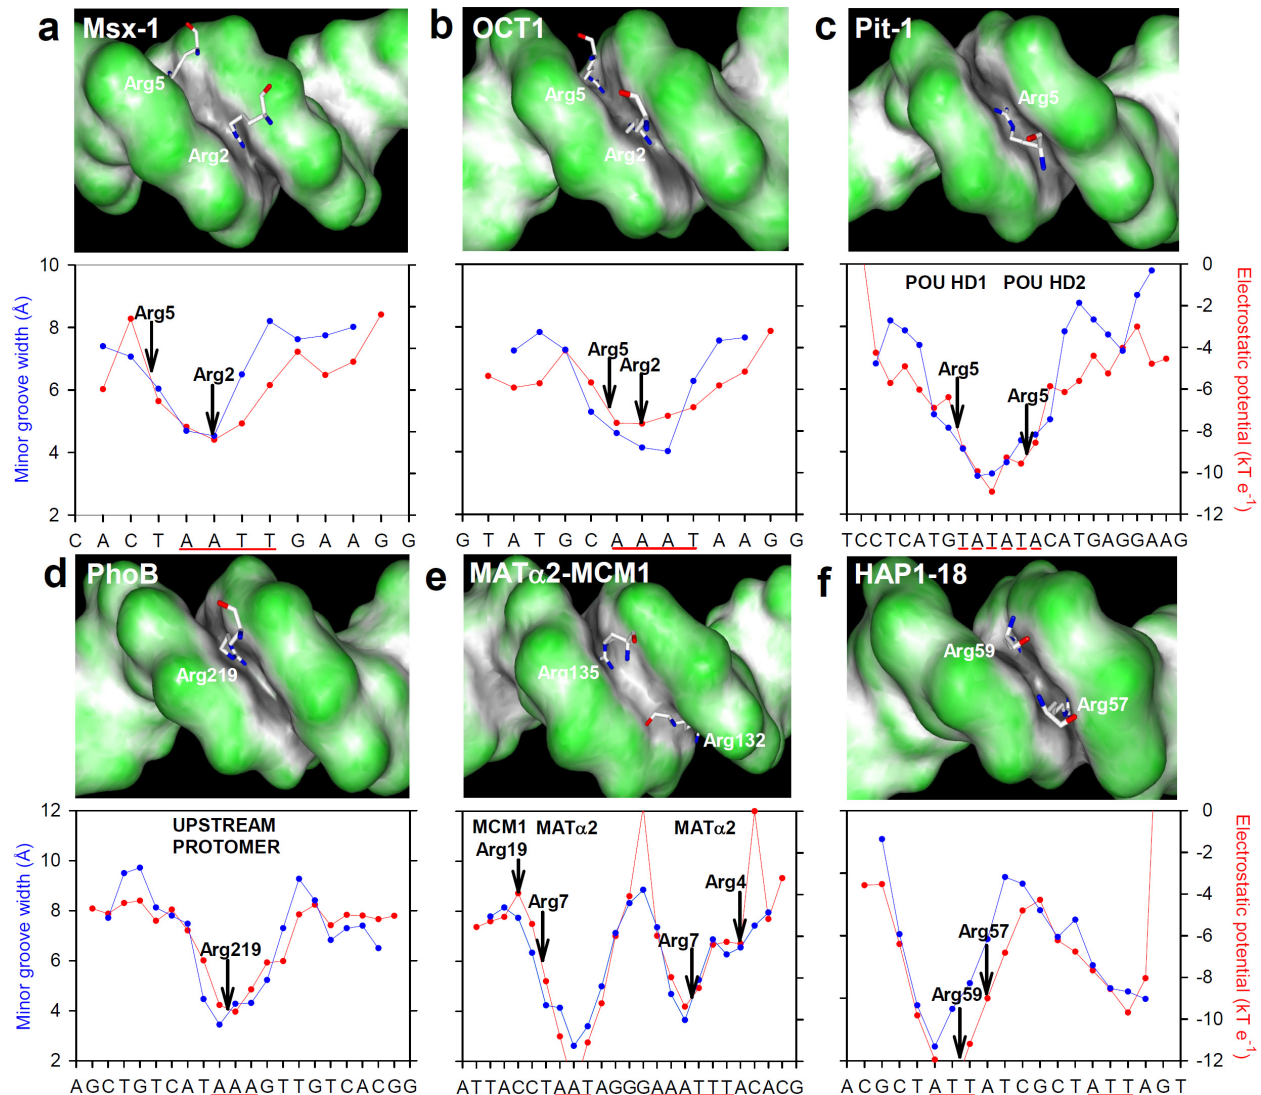 a Msx-1
Arg5
Arg2
b OCT1
Arg5
Arg2
c Pit-1
Arg5
Minor groove width (Å)
10
8
6
4
2
Arg5
Arg2
C A C T A A T T G A A G G
Arg5
Arg2
G T A T G C A A A T A A G G
POU HD1 POU HD2
Arg5
Arg5
0
-2
-4
-6
-8
-10
-12
Electrostatic potential (kT e-1)
TCCTCATGTATATACATGAGGAAG
d PhoB
Arg219
e MATα2-MCM1
Arg135
Arg132
f HAP1-18
Arg59
Arg57
Minor groove width (Å)
12
10
8
6
4
2
UPSTREAM
PROTOMER
Arg219
AGCTGTCATAAAGTTGTCACGG
MCM1 MATα2 MATα2
Arg19
Arg7
Arg4
Arg7
ATTACCTAATAGGGAAATTTACACG
Arg57
Arg59
0
-2
-4
-6
-8
-10
-12
Electrostatic potential (kT e-1)
A C G C T A T T A T C G C T A T T A G T